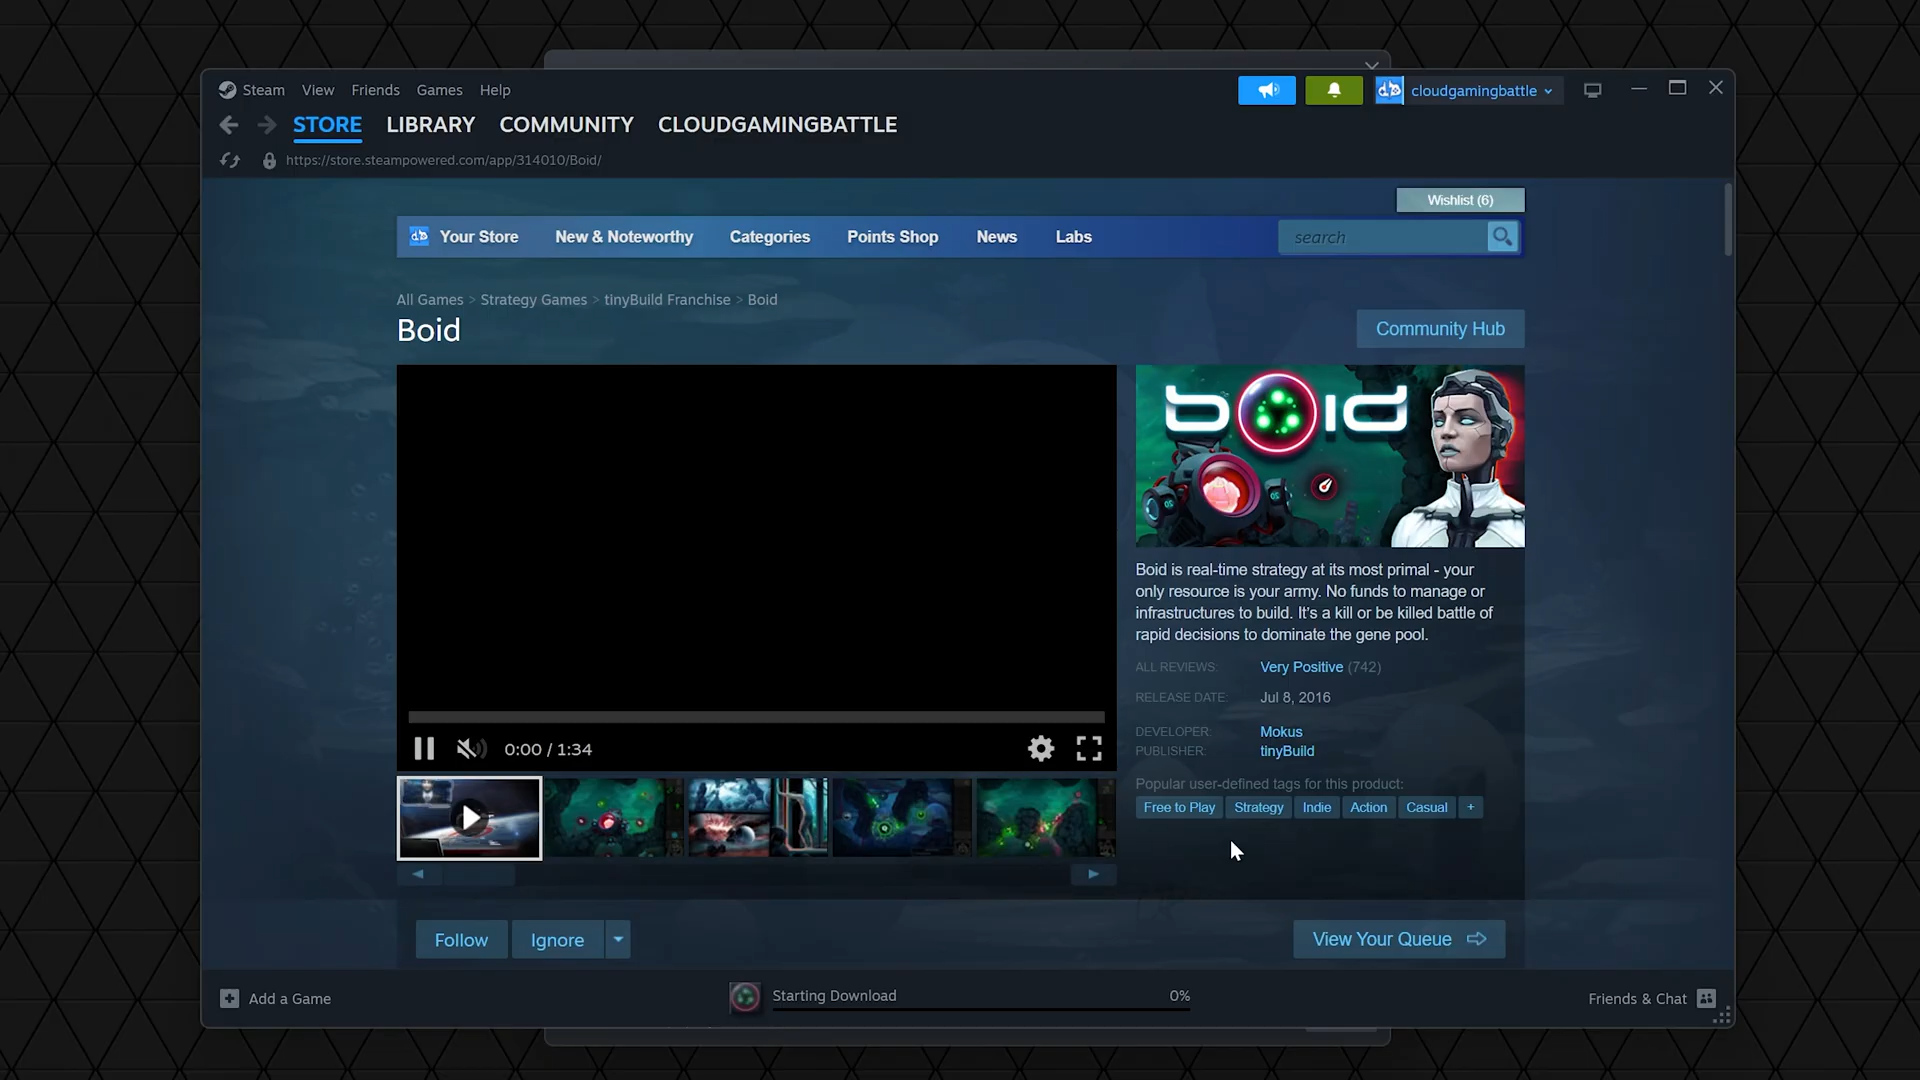 Steam View Friends Games Help
cloudgamingbattle
STORE LIBRARY COMMUNITY CLOUDGAMINGBATTLE
https://store.steampowered.com/app/314010/Boid/
Wishlist (6)
Your Store New & Noteworthy Categories Points Shop News Labs
search
All Games > Strategy Games > tinyBuild Franchise > Boid
Boid
Community Hub
boid
Boid is real-time strategy at its most primal - your
only resource is your army. No funds to manage or
infrastructures to build. It's a kill or be killed battle of
rapid decisions to dominate the gene pool.
ALL REVIEWS: Very Positive (742)
RELEASE DATE: Jul 8, 2016
DEVELOPER: Mokus
PUBLISHER: tinyBuild
0:00 / 1:34
Popular user-defined tags for this product:
Free to Play Strategy Indie Action Casual +
Follow Ignore
View Your Queue
Add a Game
Starting Download 0%
Friends & Chat